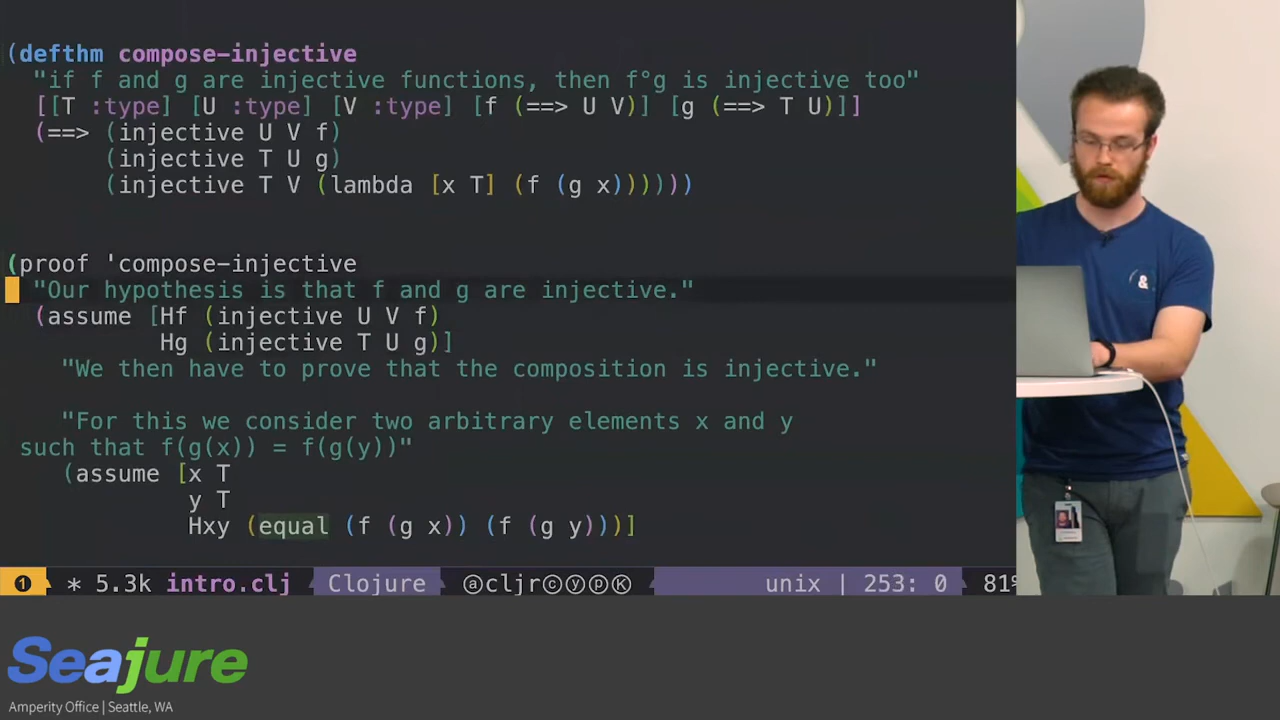 (defthm compose-injective
"if f and g are injective functions, then f°g is injective too"
[[T :type] [U :type] [V :type] [f (==> U V)] [g (==> T U)]]
(==> (injective U V f)
(injective T U g)
(injective T V (lambda [x T] (f (g x))))))
(proof 'compose-injective
"Our hypothesis is that f and g are injective."
(assume [Hf (injective U V f)
Hg (injective T U g)]
"We then have to prove that the composition is injective."
"For this we consider two arbitrary elements x and y
such that f(g(x)) = f(g(y))"
(assume [x T
y T
Hxy (equal (f (g x)) (f (g y)))]
❶ * 5.3k intro.clj Clojure ⓐcljrⓒⓨⓟⓀ unix | 253: 0 81%
&
Seajure
Amperity Office | Seattle, WA